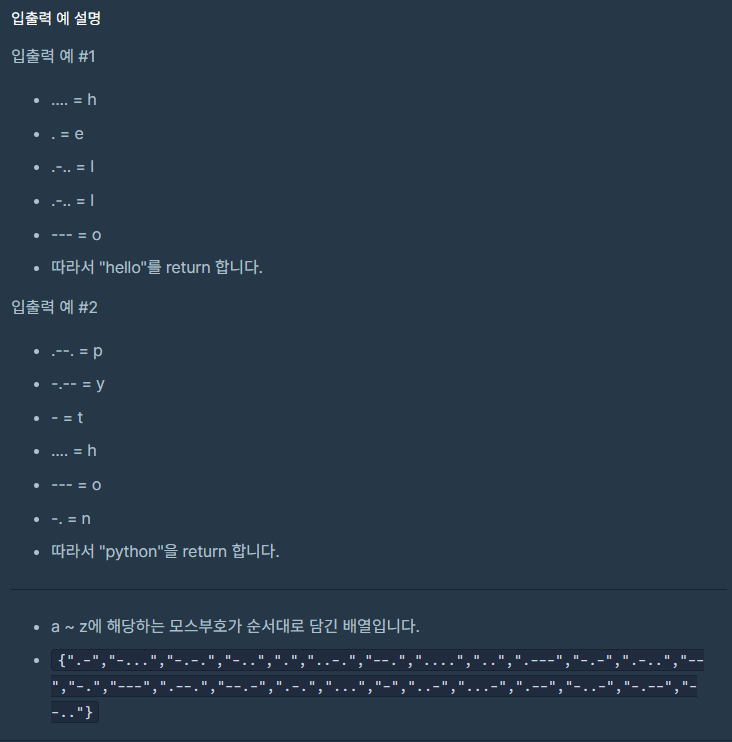 입출력 예 설명
입출력 예 #1
.... = h
. = e
.-.. = l
.-.. = l
--- = o
따라서 "hello"를 return 합니다.
입출력 예 #2
.--. = p
-.-- = y
- = t
.... = h
--- = o
-. = n
따라서 "python"을 return 합니다.
a ~ z에 해당하는 모스부호가 순서대로 담긴 배열입니다.
{".-","-...","-.-.","-..",".","..-.","--.","....","..",".---","-.-",".-..","--
","-.","---",".--.","--.-",".-.","...","-","..-","...-",".--","-..-","-.--","-
-.."}